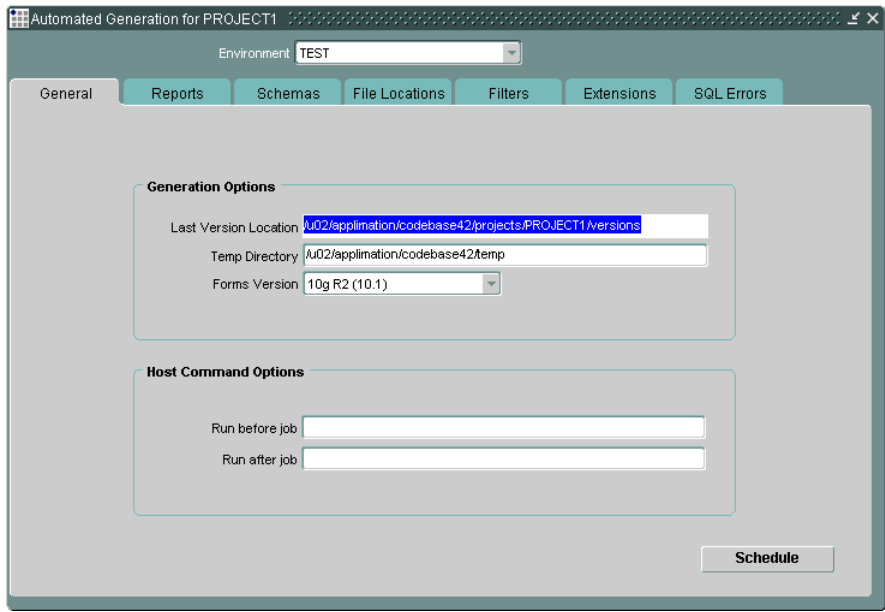 Automated Generation for PROJECT1
Environment TEST
General Reports Schemas File Locations Filters Extensions SQL Errors
Generation Options
Last Version Location /u02/applimation/codebase42/projects/PROJECT1/versions
Temp Directory /u02/applimation/codebase42/temp
Forms Version 10g R2 (10.1)
Host Command Options
Run before job
Run after job
Schedule